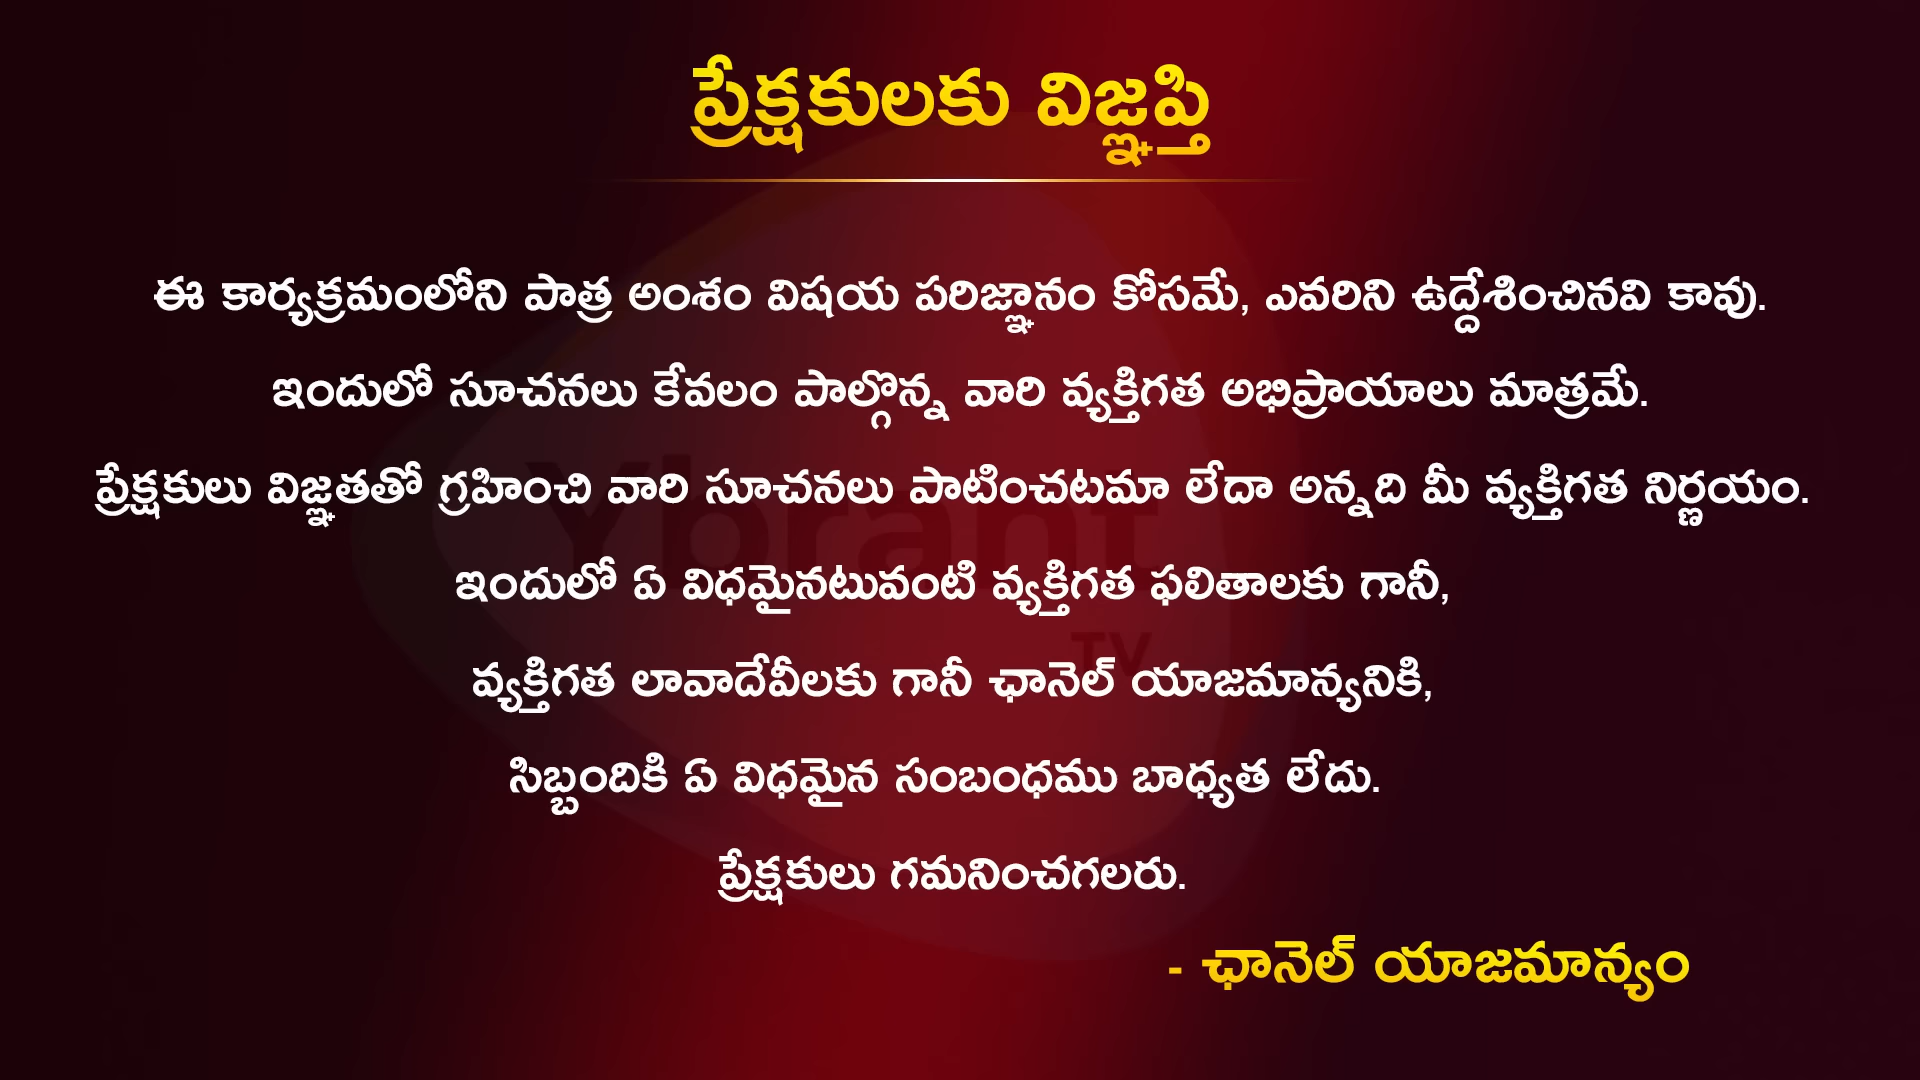 ప్రేక్షకులకు విజ్ఞప్తి
ఈ కార్యక్రమంలోని పాత్ర అంశం విషయ పరిజ్ఞానం కోసమే, ఎవరిని ఉద్దేశించినవి కావు.
ఇందులో సూచనలు కేవలం పాల్గొన్న వారి వ్యక్తిగత అభిప్రాయాలు మాత్రమే.
ప్రేక్షకులు విజ్ఞతతో గ్రహించి వారి సూచనలు పాటించటమా లేదా అన్నది మీ వ్యక్తిగత నిర్ణయం.
Ybrant
ఇందులో ఏ విధమైనటువంటి వ్యక్తిగత ఫలితాలకు గానీ,
TV
వ్యక్తిగత లావాదేవీలకు గానీ ఛానెల్ యాజమాన్యనికి,
సిబ్బందికి ఏ విధమైన సంబంధము బాధ్యత లేదు.
ప్రేక్షకులు గమనించగలరు.
- ఛానెల్ యాజమాన్యం